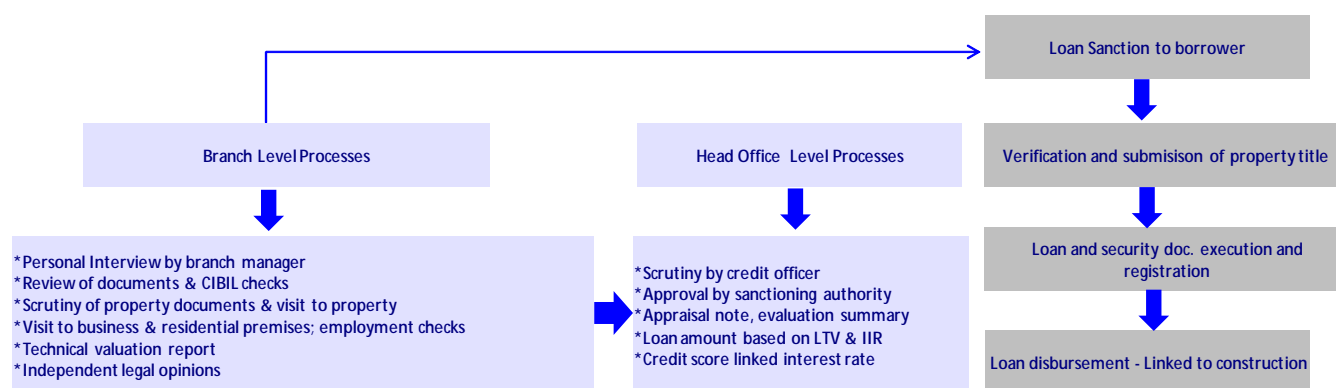 Loan Sanction to borrower
Branch Level Processes
Head Office Level Processes
Verification and submisison of property title
*Personal Interview by branch manager
*Review of documents & CIBIL checks
*Scrutiny of property documents & visit to property
*Visit to business & residential premises; employment checks
*Technical valuation report
*Independent legal opinions
*Scrutiny by credit officer
*Approval by sanctioning authority
*Appraisal note, evaluation summary
*Loan amount based on LTV & IIR
*Credit score linked interest rate
Loan and security doc. execution and
registration
Loan disbursement - Linked to construction